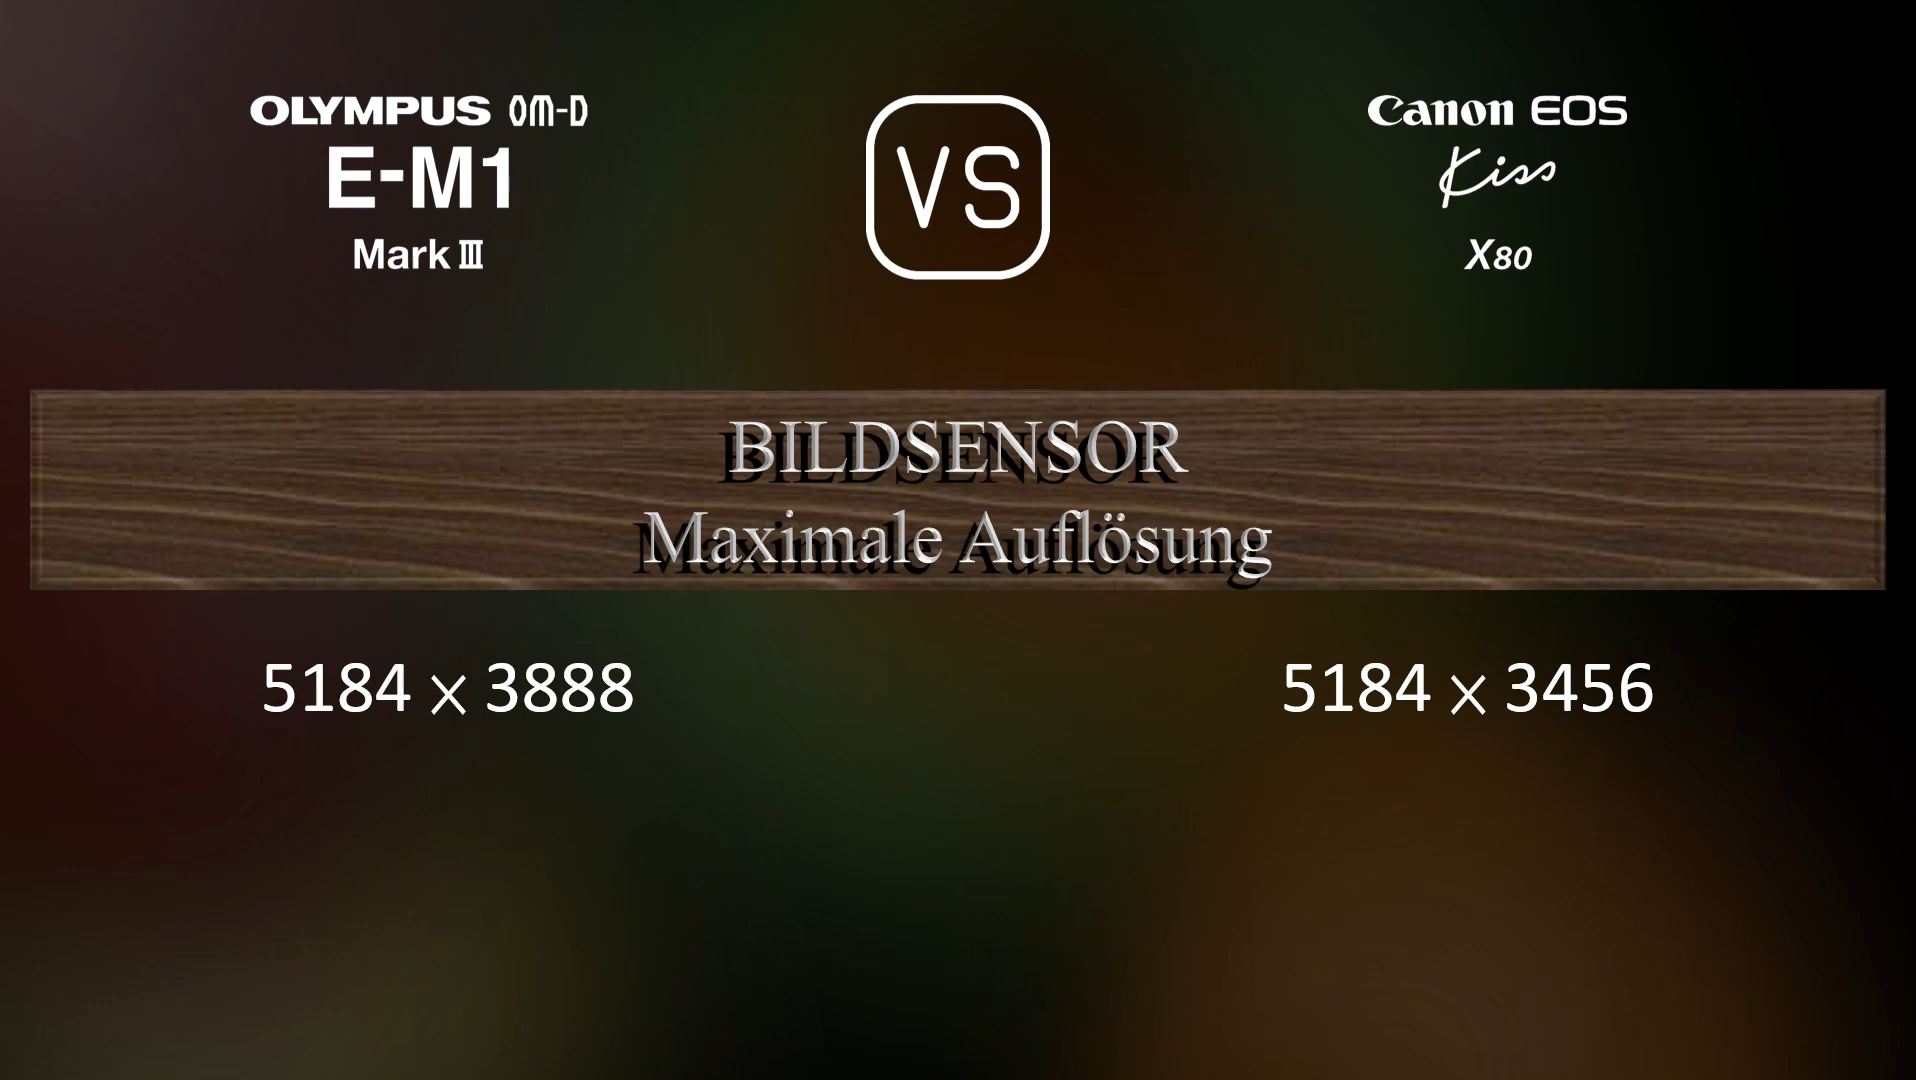 OLYMPUS OM-D
E-M1
Mark III
VS
Canon EOS
Kiss
X80
BILDSENSOR
Maximale Auflösung
5184 x 3888
5184 x 3456